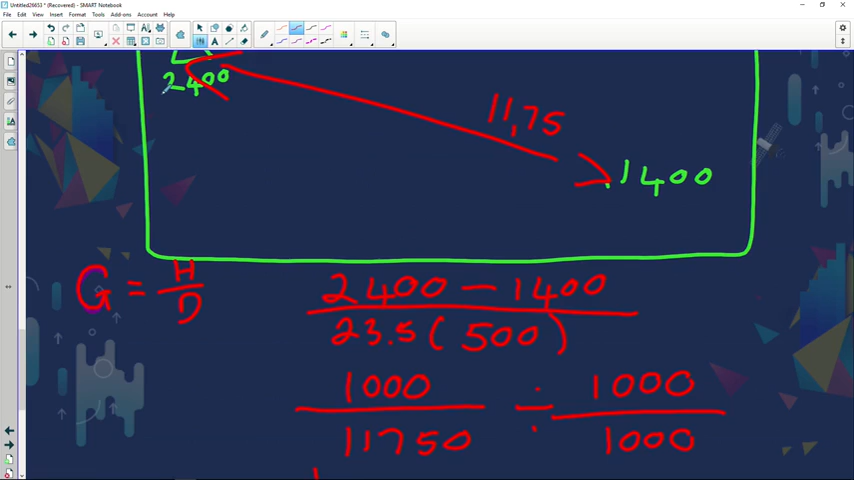 Untitled26653 * (Recovered) - SMART Notebook
File Edit View Insert Format Tools Add-ons Account Help
2400
11,75
.1400
G = H/D
2400 - 1400
23.5 (500)
1000 ÷ 1000
11750 1000